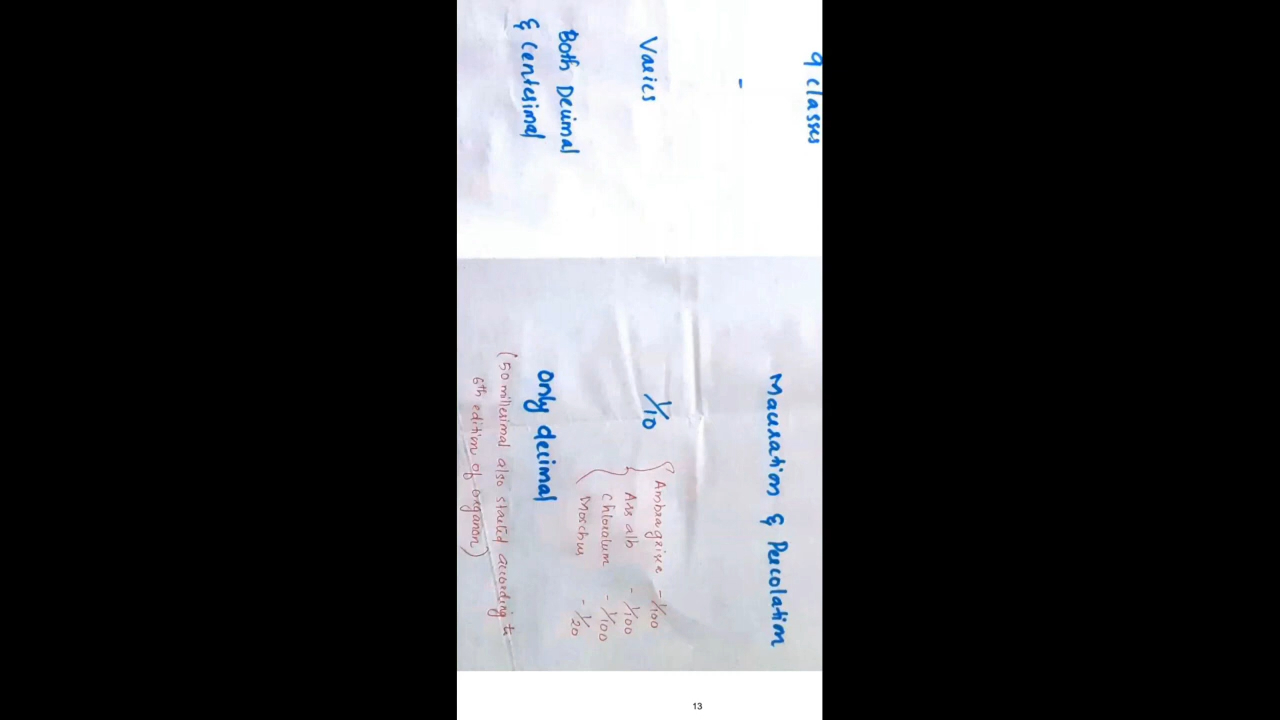 9 classes
-
Varies
Both Decimal
& Centesimal
Maceration & Percolation
1/10
Ambragrisea - 1/100
Ars alb - 1/100
Chlorolum - 1/100
Moschus - 1/20
Only decimal
(50 millesimal also started according to
6th edition of organon)
13